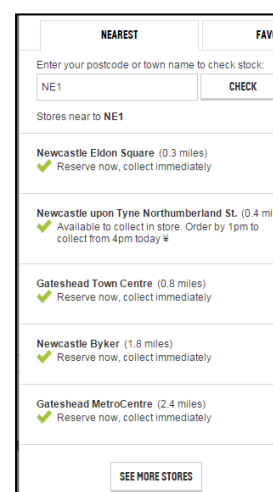 NEAREST FAV
Enter your postcode or town name to check stock:
NE1 CHECK
Stores near to NE1
Newcastle Eldon Square (0.3 miles)
Reserve now, collect immediately
Newcastle upon Tyne Northumberland St. (0.4 mi
Available to collect in store. Order by 1pm to
collect from 4pm today ¥
Gateshead Town Centre (0.8 miles)
Reserve now, collect immediately
Newcastle Byker (1.8 miles)
Reserve now, collect immediately
Gateshead MetroCentre (2.4 miles)
Reserve now, collect immediately
SEE MORE STORES